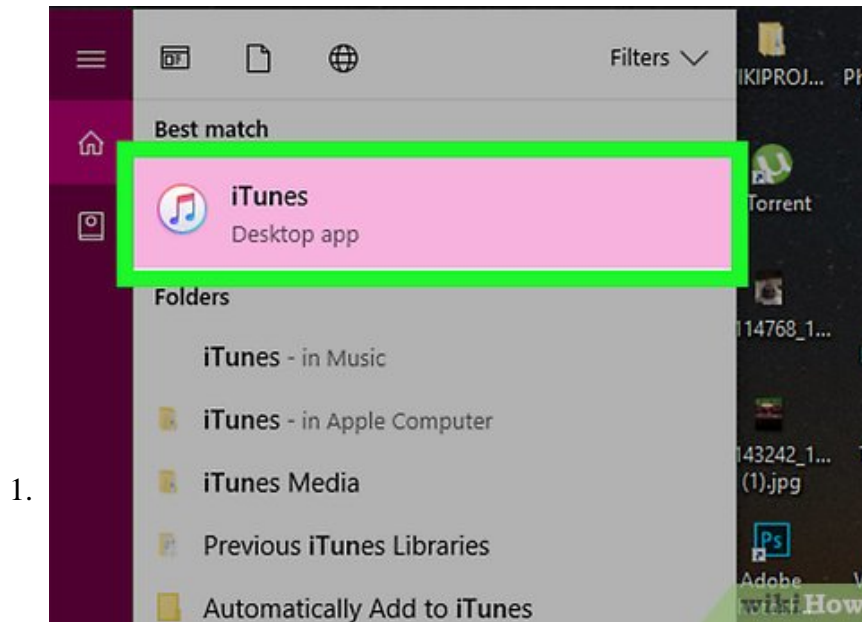 Filters
Best match
iTunes
Desktop app
Folders
iTunes - in Music
iTunes - in Apple Computer
iTunes Media
Previous iTunes Libraries
Automatically Add to iTunes
IKIPROJ...
Torrent
114768_1...
143242_1...
(1).jpg
Ps
Adobe
wikiHow
1.